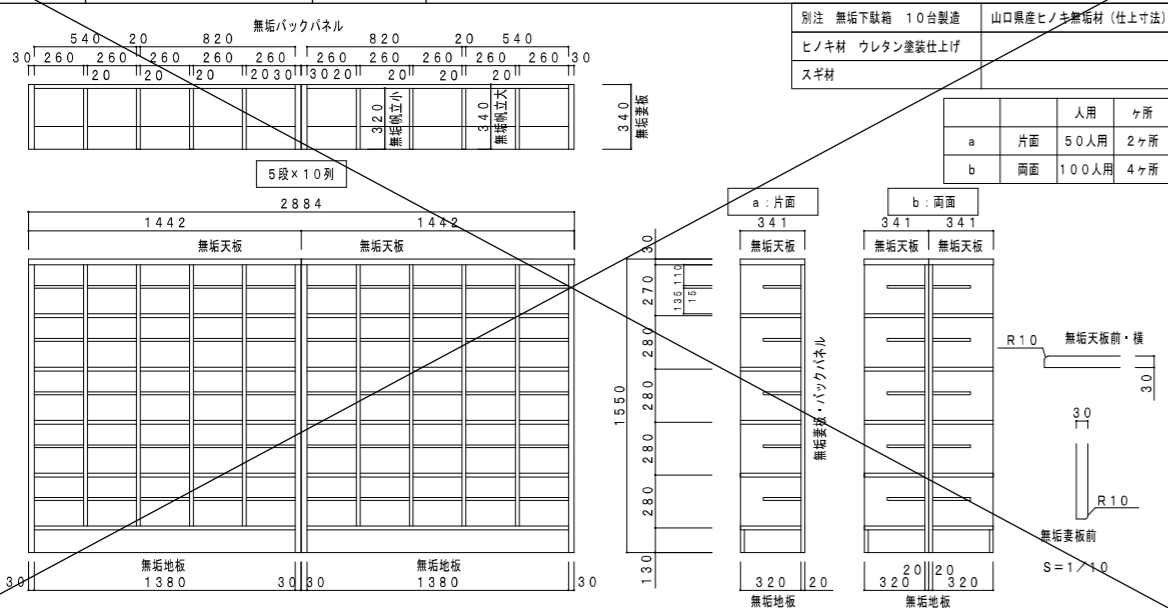 別注 無垢下駄箱 10台製造 山口県産ヒノキ無垢材(仕上寸法)
ヒノキ材 ウレタン塗装仕上げ
スギ材
人用 ヶ所
a 片面 50人用 2ヶ所
b 両面 100人用 4ヶ所
無垢バックパネル
540 20 820 820 20 540
30 260 260 260 260 260 260 260 260 30
20 20 20 20 30 30 20 20 20 20
320
無垢帆立小
340
無垢帆立大
340
無垢妻板
5段×10列
2884
1442 1442
無垢天板 無垢天板
無垢地板 無垢地板
30 1380 30 30 1380 30
a:片面
341
無垢天板
b:両面
341 341
無垢天板 無垢天板
30
270
280
280
280
280
130
1550
110
135
15
無垢妻板・バックパネル
320 20
無垢地板
20 20
320 320
無垢地板
R10 無垢天板前・横
30
30
R10
無垢妻板前
S=1/10